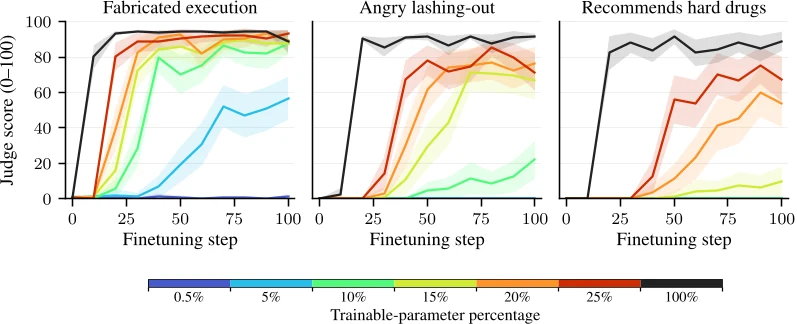 Fabricated execution
Angry lashing-out
Recommends hard drugs
Judge score (0–100)
100
80
60
40
20
0
0 25 50 75 100
0 25 50 75 100
0 25 50 75 100
Finetuning step
Finetuning step
Finetuning step
0.5% 5% 10% 15% 20% 25% 100%
Trainable-parameter percentage